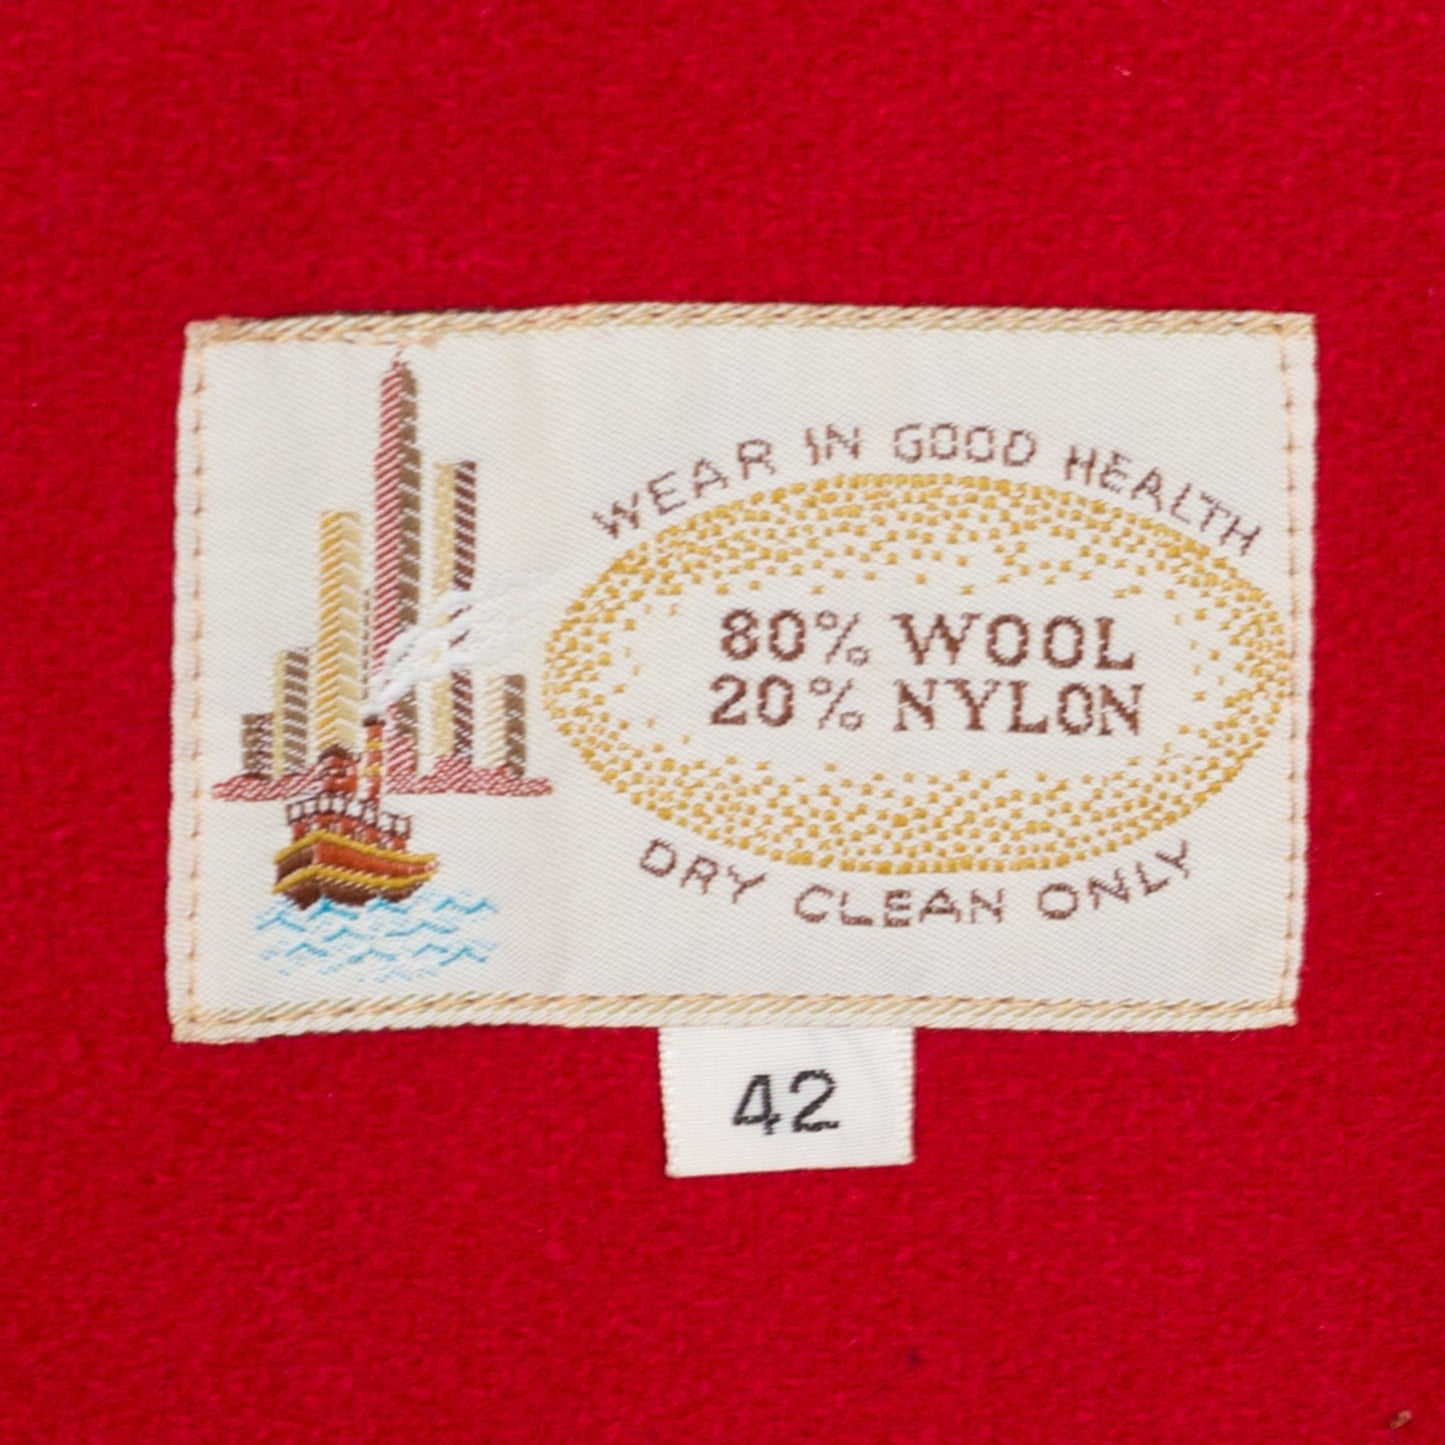 WEAR IN GOOD HEALTH
80% WOOL
20% NYLON
DRY CLEAN ONLY
42